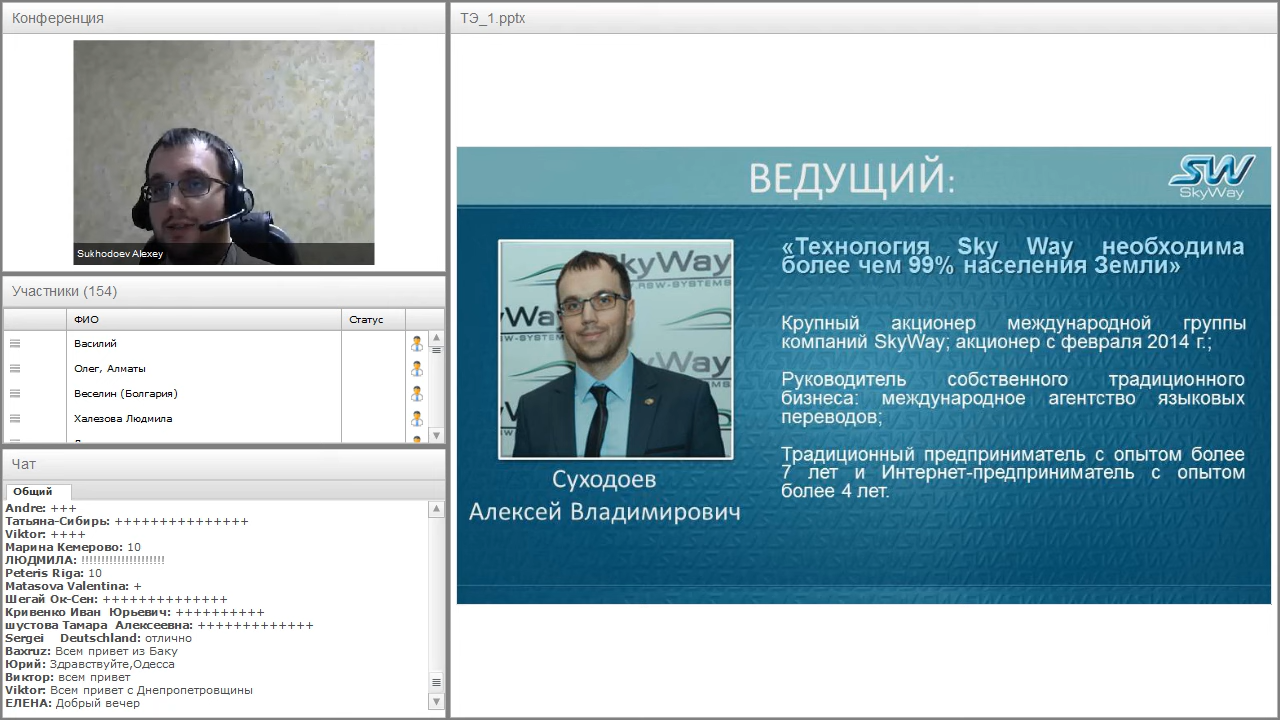 Конференция
Sukhodoev Alexey
Участники (154)
ФИО
Статус
Василий
Олег, Алматы
Веселин (Болгария)
Халезова Людмила
Чат
Общий
Andre: +++
Татьяна-Сибирь: +++++++++++++++
Viktor: ++++
Марина Кемерово: 10
ЛЮДМИЛА: !!!!!!!!!!!!!!!!!!!!!
Peteris Riga: 10
Matasova Valentina: +
Шегай Ок-Сен: ++++++++++++++
Кривенко Иван Юрьевич: ++++++++++
шустова Тамара Алексеевна: +++++++++++++
Sergei Deutschland: отлично
Baxruz: Всем привет из Баку
Юрий: Здравствуйте,Одесса
Виктор: всем привет
Viktor: Всем привет с Днепропетровщины
ЕЛЕНА: Добрый вечер
ТЭ_1.pptx
ВЕДУЩИЙ:
SW
SkyWay
SkyWay
.RSW-SYSTEMS
Суходоев
Алексей Владимирович
«Технология Sky Way необходима
более чем 99% населения Земли»
Крупный акционер международной группы
компаний SkyWay; акционер с февраля 2014 г.;
Руководитель собственного традиционного
бизнеса: международное агентство языковых
переводов;
Традиционный предприниматель с опытом более
7 лет и Интернет-предприниматель с опытом
более 4 лет.